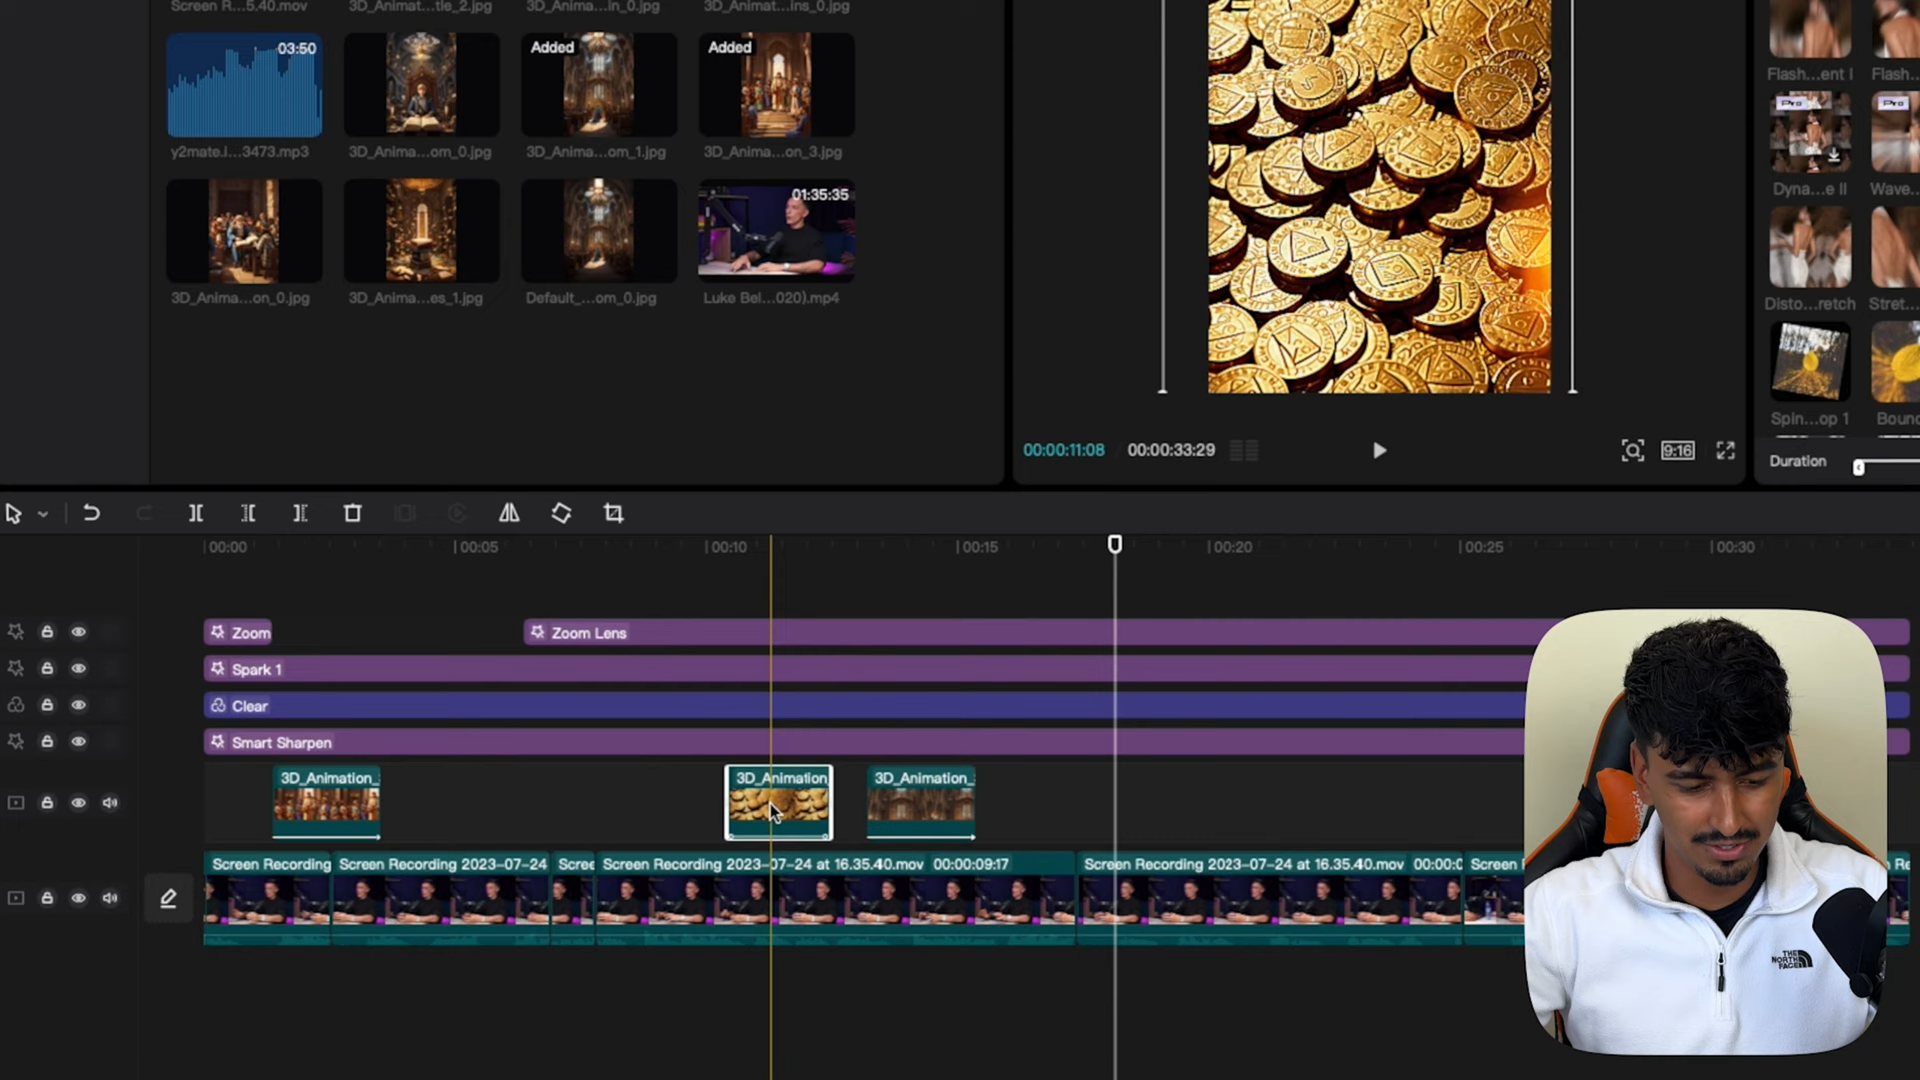 Screen R...5.40.mov
3D_Animat...tle_2.jpg
3D_Anima...in_0.jpg
3D_Animat...ins_0.jpg
03:50
Added
Added
y2mate.l...3473.mp3
3D_Anima...om_0.jpg
3D_Anima...om_1.jpg
3D_Anima...on_3.jpg
01:35:35
3D_Anima...on_0.jpg
3D_Anima...es_1.jpg
Default_...om_0.jpg
Luke Bel...020).mp4
00:00:11:08
00:00:33:29
9:16
Flash...ent I
Flash...
Pro
Pro
Dyna...e II
Wave...
Disto...retch
Stret...
Spin...op 1
Boun
Duration
00:00
00:05
00:10
00:15
00:20
00:25
00:30
Zoom
Zoom Lens
Spark 1
Clear
Smart Sharpen
3D_Animation_
3D_Animation
3D_Animation_
Screen Recording
Screen Recording 2023-07-24
Scree
Screen Recording 2023-07-24 at 16.35.40.mov 00:00:09:17
Screen Recording 2023-07-24 at 16.35.40.mov 00:00:0
Screen
Re
THE
NORTH
FACE